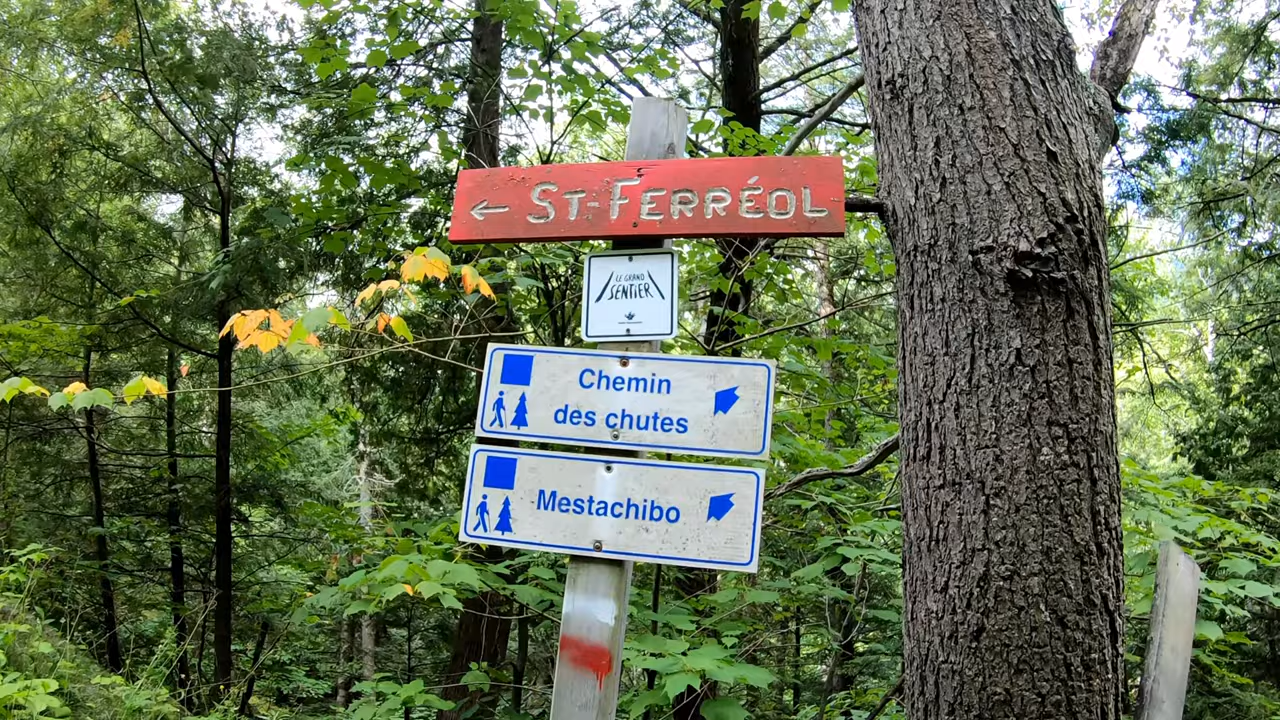 ← ST-FERRÉOL
LE GRAND
SENTIER
Chemin
des chutes
Mestachibo